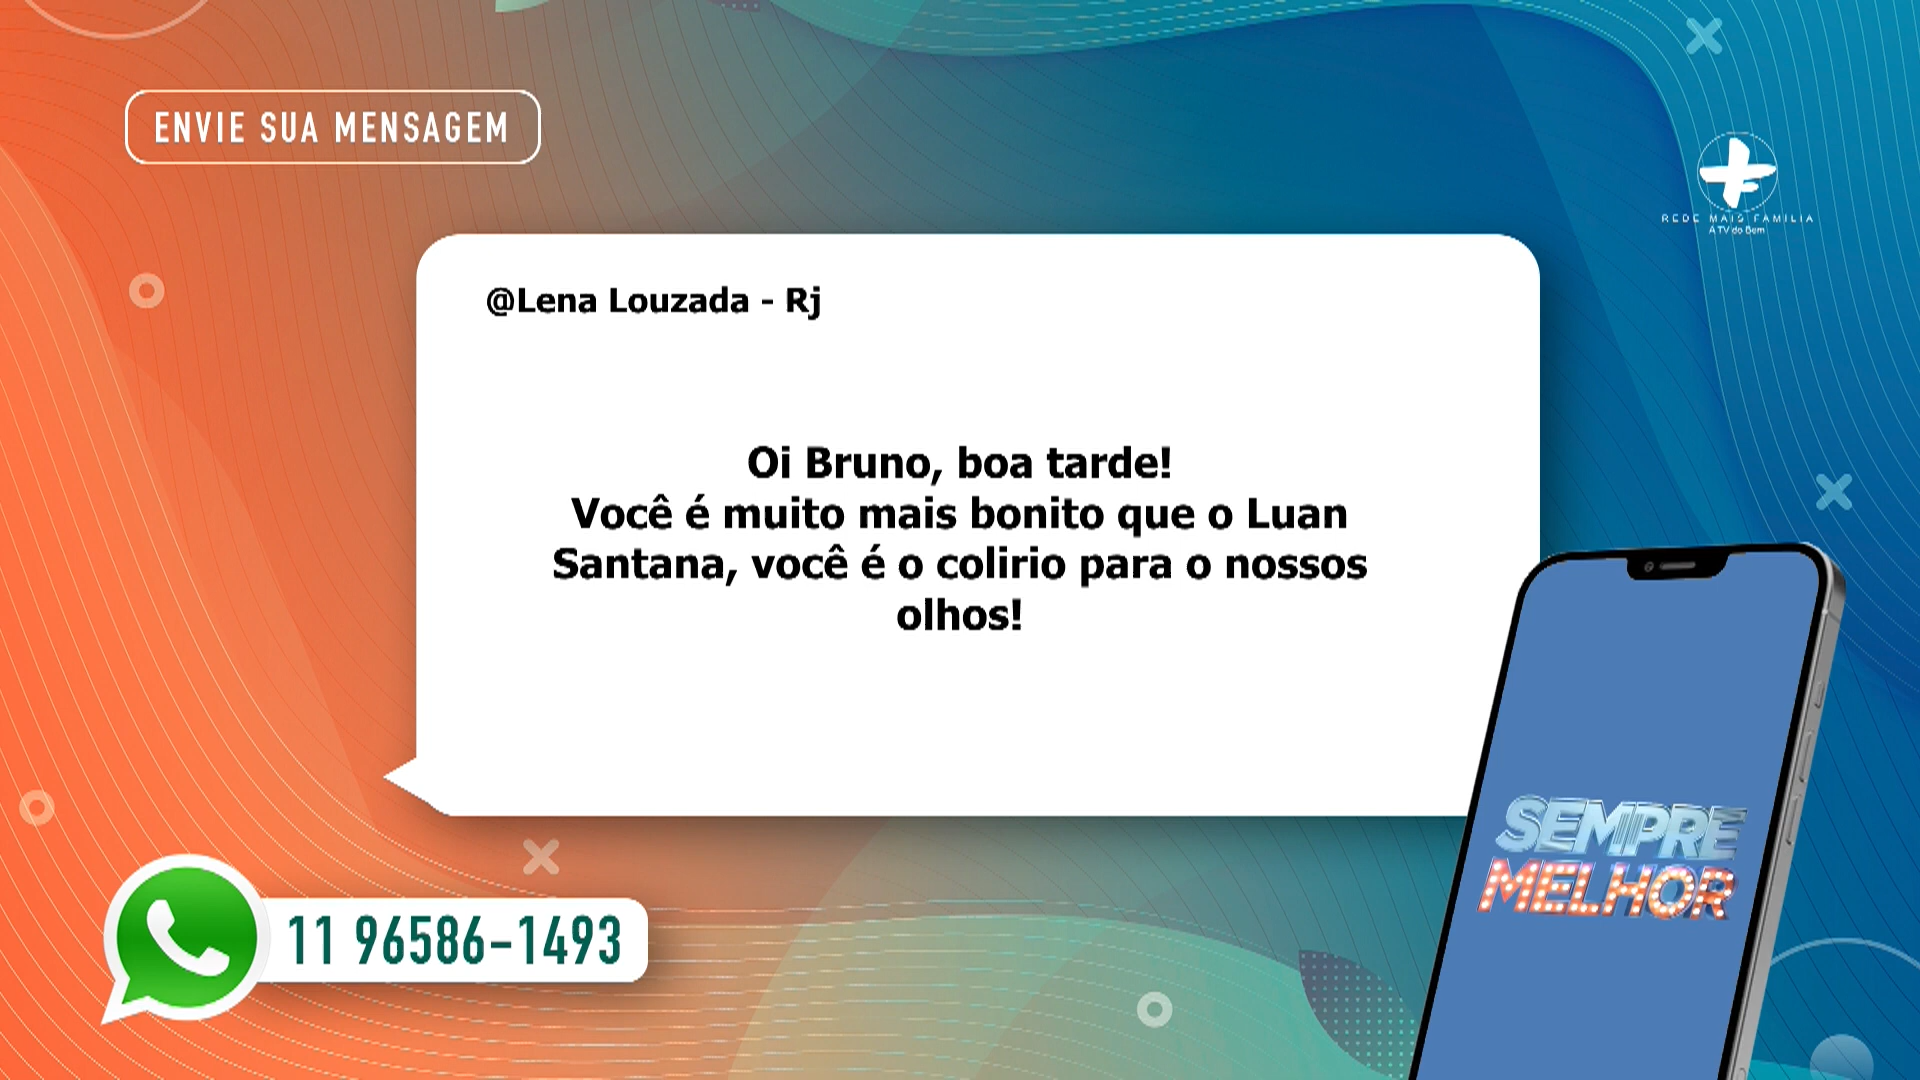 ENVIE SUA MENSAGEM
REDE MAIS FAMILIA
A TV do Bem
@Lena Louzada - Rj
Oi Bruno, boa tarde!
Você é muito mais bonito que o Luan
Santana, você é o colirio para o nossos
olhos!
SEMPRE
MELHOR
11 96586-1493